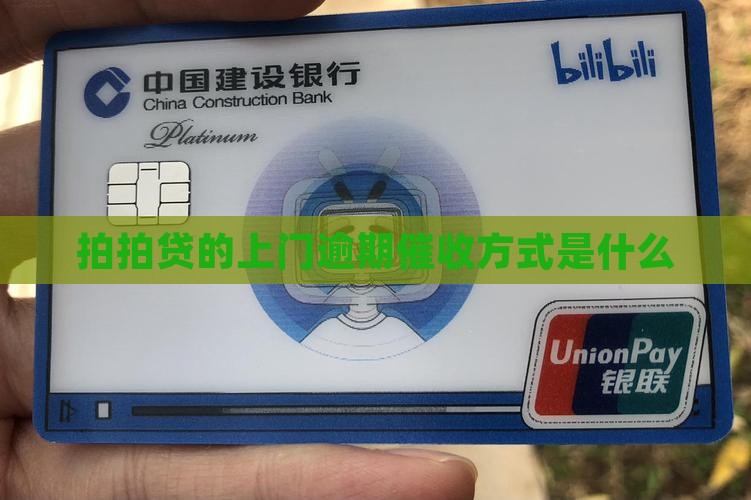 中国建设银行
China Construction Bank
bilibili
Platinum
拍拍贷的上门逾期催收方式是什么
UnionPay
银联